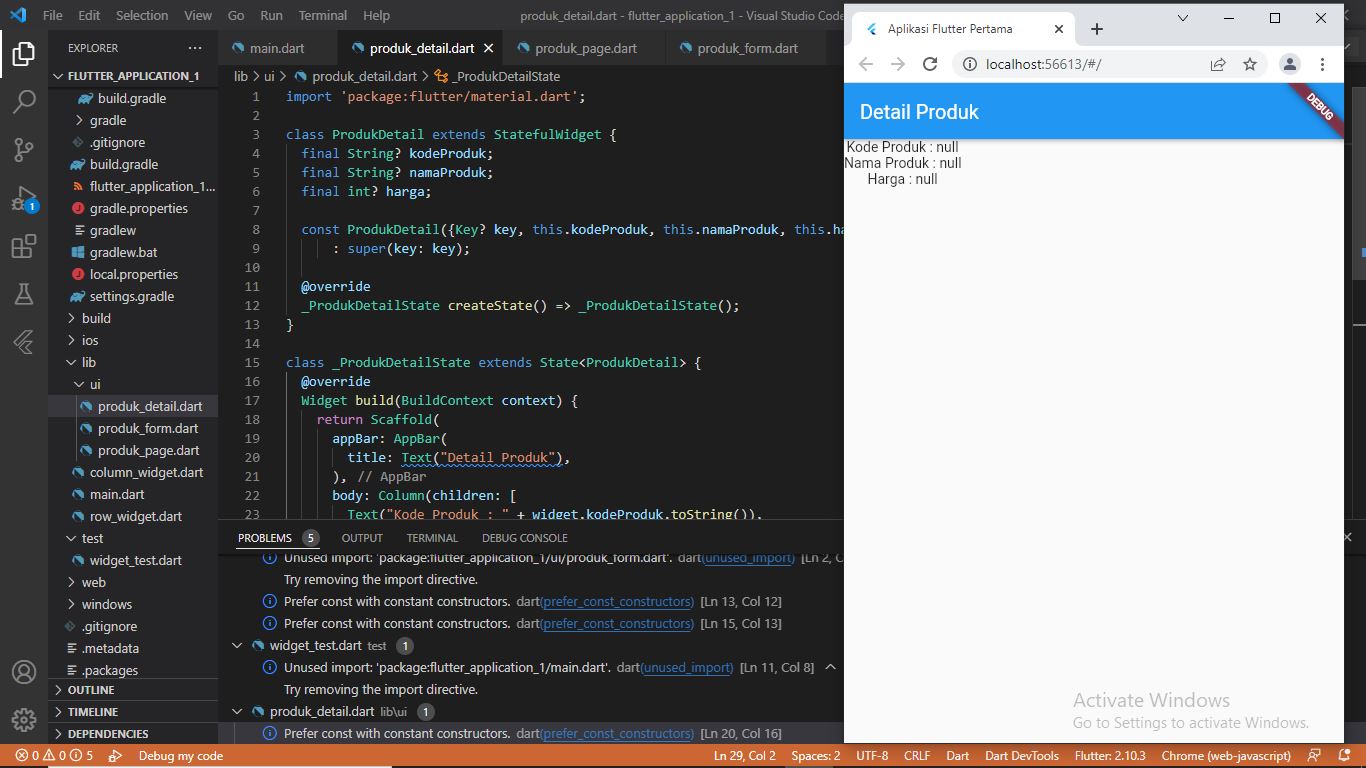 File Edit Selection View Go Run Terminal Help
produk_detail.dart - flutter_application_1 - Visual Studio Code
EXPLORER
FLUTTER_APPLICATION_1
build.gradle
gradle
.gitignore
build.gradle
flutter_application_1...
gradle.properties
gradlew
gradlew.bat
local.properties
settings.gradle
build
ios
lib
ui
produk_detail.dart
produk_form.dart
produk_page.dart
column_widget.dart
main.dart
row_widget.dart
test
widget_test.dart
web
windows
.gitignore
.metadata
.packages
OUTLINE
TIMELINE
DEPENDENCIES
1
main.dart
produk_detail.dart
produk_page.dart
produk_form.dart
lib > ui > produk_detail.dart > _ProdukDetailState
1 import 'package:flutter/material.dart';
2
3 class ProdukDetail extends StatefulWidget {
4 final String? kodeProduk;
5 final String? namaProduk;
6 final int? harga;
7
8 const ProdukDetail({Key? key, this.kodeProduk, this.namaProduk, this.ha
9 : super(key: key);
10
11 @override
12 _ProdukDetailState createState() => _ProdukDetailState();
13 }
14
15 class _ProdukDetailState extends State<ProdukDetail> {
16 @override
17 Widget build(BuildContext context) {
18 return Scaffold(
19 appBar: AppBar(
20 title: Text("Detail Produk"),
21 ), // AppBar
22 body: Column(children: [
23 Text("Kode Produk : " + widget.kodeProduk.toString()),
PROBLEMS 5 OUTPUT TERMINAL DEBUG CONSOLE
Unused import: 'package:flutter_application_1/ui/produk_form.dart'. dart(unused_import) [Ln 2, C
Try removing the import directive.
Prefer const with constant constructors. dart(prefer_const_constructors) [Ln 13, Col 12]
Prefer const with constant constructors. dart(prefer_const_constructors) [Ln 15, Col 13]
widget_test.dart test 1
Unused import: 'package:flutter_application_1/main.dart'. dart(unused_import) [Ln 11, Col 8]
Try removing the import directive.
produk_detail.dart lib\ui 1
Prefer const with constant constructors. dart(prefer_const_constructors) [Ln 20, Col 16]
Aplikasi Flutter Pertama
localhost:56613/#/
Detail Produk
DEBUG
Kode Produk : null
Nama Produk : null
Harga : null
Activate Windows
Go to Settings to activate Windows.
0 0 5 Debug my code
Ln 29, Col 2 Spaces: 2 UTF-8 CRLF Dart Dart DevTools Flutter: 2.10.3 Chrome (web-javascript)